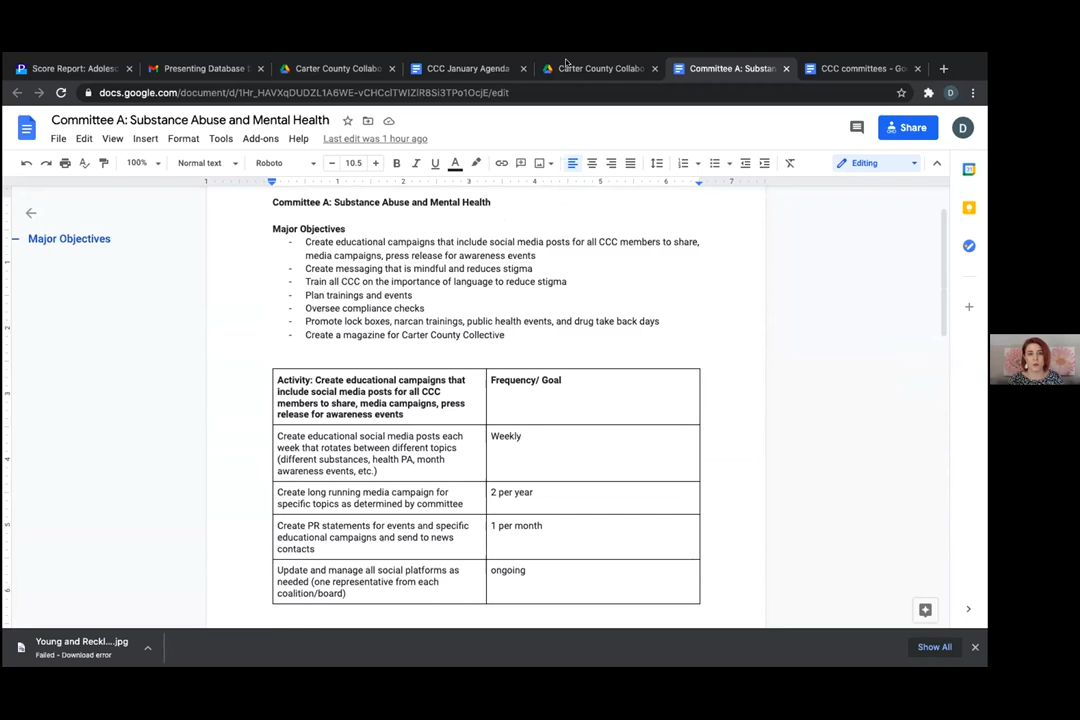 Score Report: Adolesc
Presenting Database
Carter County Collabo
CCC January Agenda
Carter County Collabo
Committee A: Substan
CCC committees - Go
docs.google.com/document/d/1Hr_HAVXqDUDZL1A6WE-vCHCclTWIZlR8Si3TPo1OcjE/edit
Committee A: Substance Abuse and Mental Health
File Edit View Insert Format Tools Add-ons Help Last edit was 1 hour ago
Share
D
D
100% Normal text Roboto 10.5 B I U A Editing
1 1 2 3 4 5 6 7
Major Objectives
Committee A: Substance Abuse and Mental Health
Major Objectives
- Create educational campaigns that include social media posts for all CCC members to share,
media campaigns, press release for awareness events
- Create messaging that is mindful and reduces stigma
- Train all CCC on the importance of language to reduce stigma
- Plan trainings and events
- Oversee compliance checks
- Promote lock boxes, narcan trainings, public health events, and drug take back days
- Create a magazine for Carter County Collective
Activity: Create educational campaigns that
include social media posts for all CCC
members to share, media campaigns, press
release for awareness events
Frequency/ Goal
Create educational social media posts each
week that rotates between different topics
(different substances, health PA, month
awareness events, etc.)
Weekly
Create long running media campaign for
specific topics as determined by committee
2 per year
Create PR statements for events and specific
educational campaigns and send to news
contacts
1 per month
Update and manage all social platforms as
needed (one representative from each
coalition/board)
ongoing
Young and Reckl....jpg
Failed - Download error
Show All